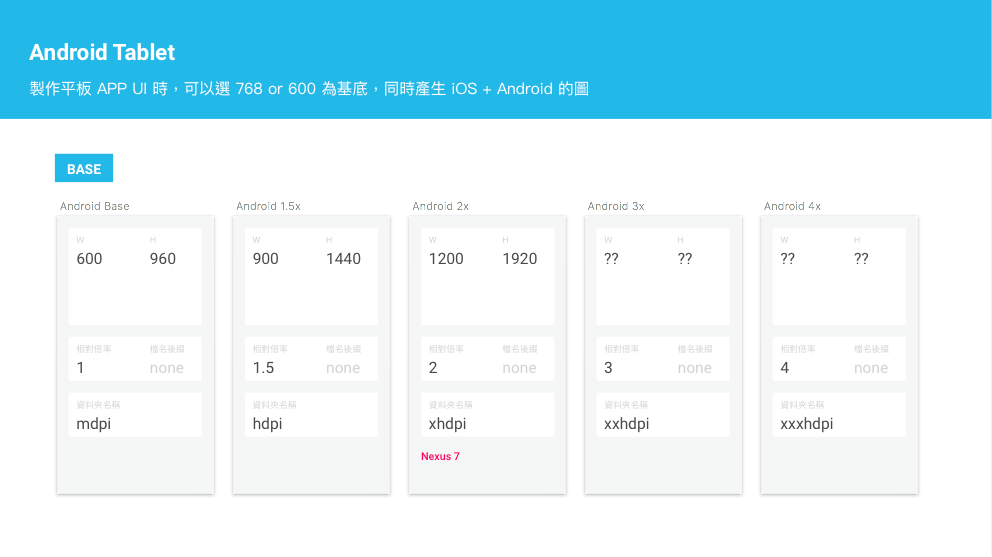 Android Tablet
製作平板 APP UI 時，可以選 768 or 600 為基底，同時產生 iOS + Android 的圖
BASE
Android Base
W H
600 960
相對倍率 檔名後綴
1 none
資料夾名稱
mdpi
Android 1.5x
W H
900 1440
相對倍率 檔名後綴
1.5 none
資料夾名稱
hdpi
Android 2x
W H
1200 1920
相對倍率 檔名後綴
2 none
資料夾名稱
xhdpi
Nexus 7
Android 3x
W H
?? ??
相對倍率 檔名後綴
3 none
資料夾名稱
xxhdpi
Android 4x
W H
?? ??
相對倍率 檔名後綴
4 none
資料夾名稱
xxxhdpi